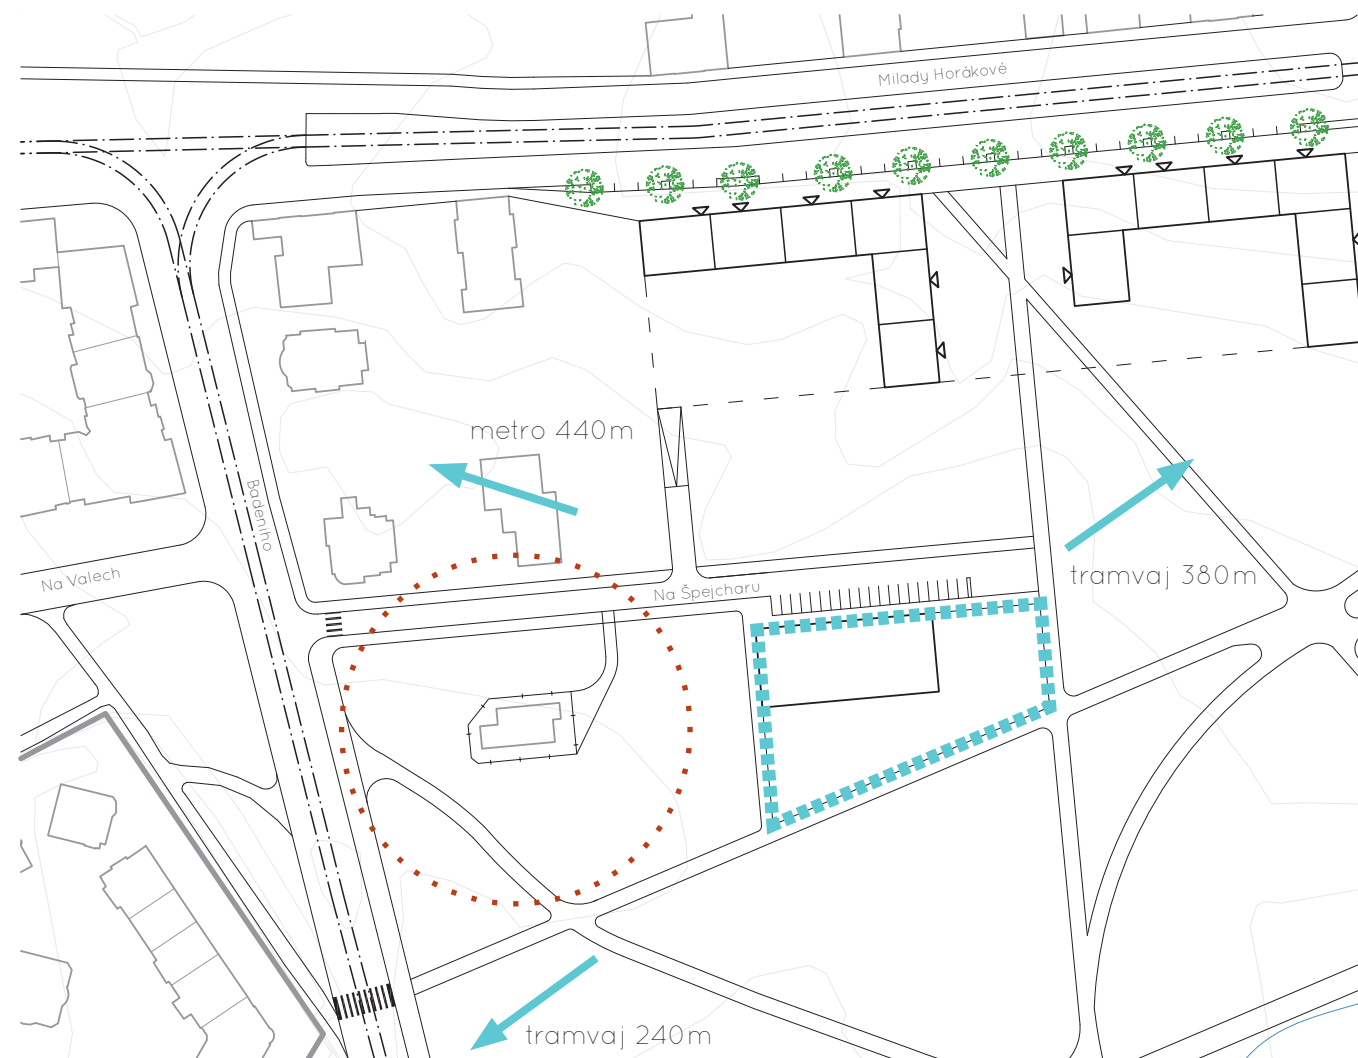 Milady Horákové
metro 440m
Badeniho
Na Valech
Na Špejcharu
tramvaj 380m
tramvaj 240m